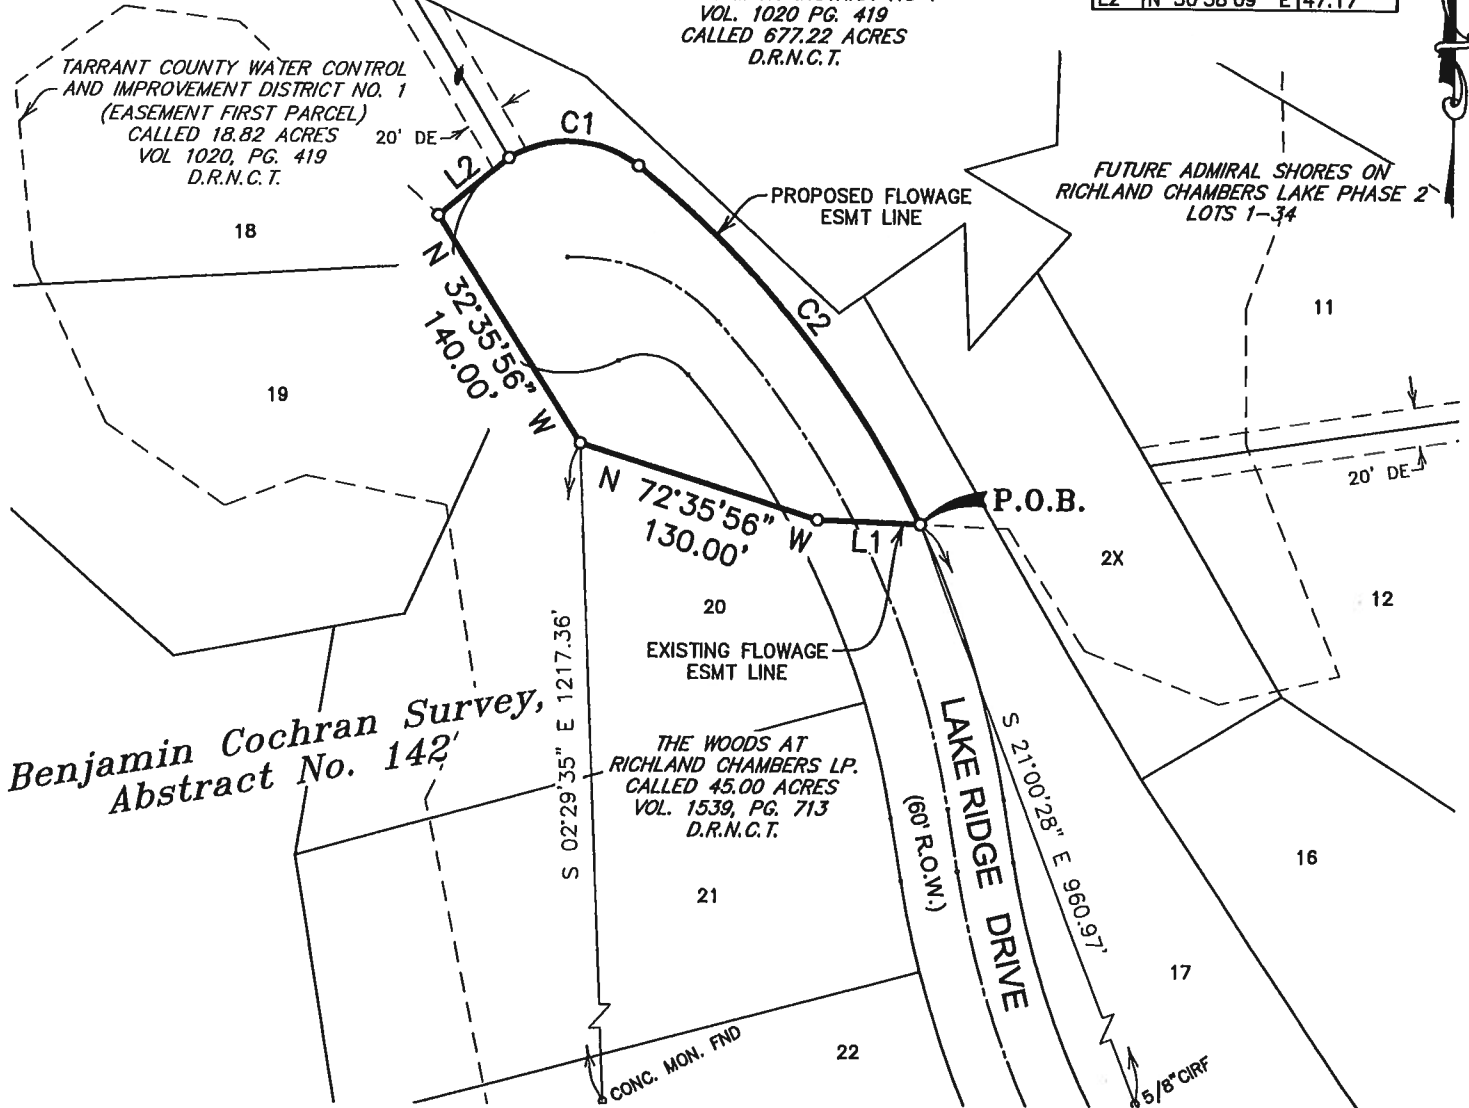 VOL. 1020 PG. 419
CALLED 677.22 ACRES
D.R.N.C.T.
L2 N 50°58'09" E 47.17'
TARRANT COUNTY WATER CONTROL
AND IMPROVEMENT DISTRICT NO. 1
(EASEMENT FIRST PARCEL)
CALLED 18.82 ACRES
VOL 1020, PG. 419
D.R.N.C.T.
20' DE
C1
L2
18
PROPOSED FLOWAGE
ESMT LINE
FUTURE ADMIRAL SHORES ON
RICHLAND CHAMBERS LAKE PHASE 2
LOTS 1-34
N 32°35'56" W
140.00'
C2
11
19
20' DE
N 72°35'56" W
130.00'
L1
P.O.B.
2X
12
20
EXISTING FLOWAGE
ESMT LINE
S 02°29'35" E 1217.36'
Benjamin Cochran Survey,
Abstract No. 142
THE WOODS AT
RICHLAND CHAMBERS LP.
CALLED 45.00 ACRES
VOL. 1539, PG. 713
D.R.N.C.T.
LAKE RIDGE DRIVE
(60' R.O.W.)
S 21°00'28" E 960.97'
16
21
17
22
CONC. MON. FND
5/8" CIRF